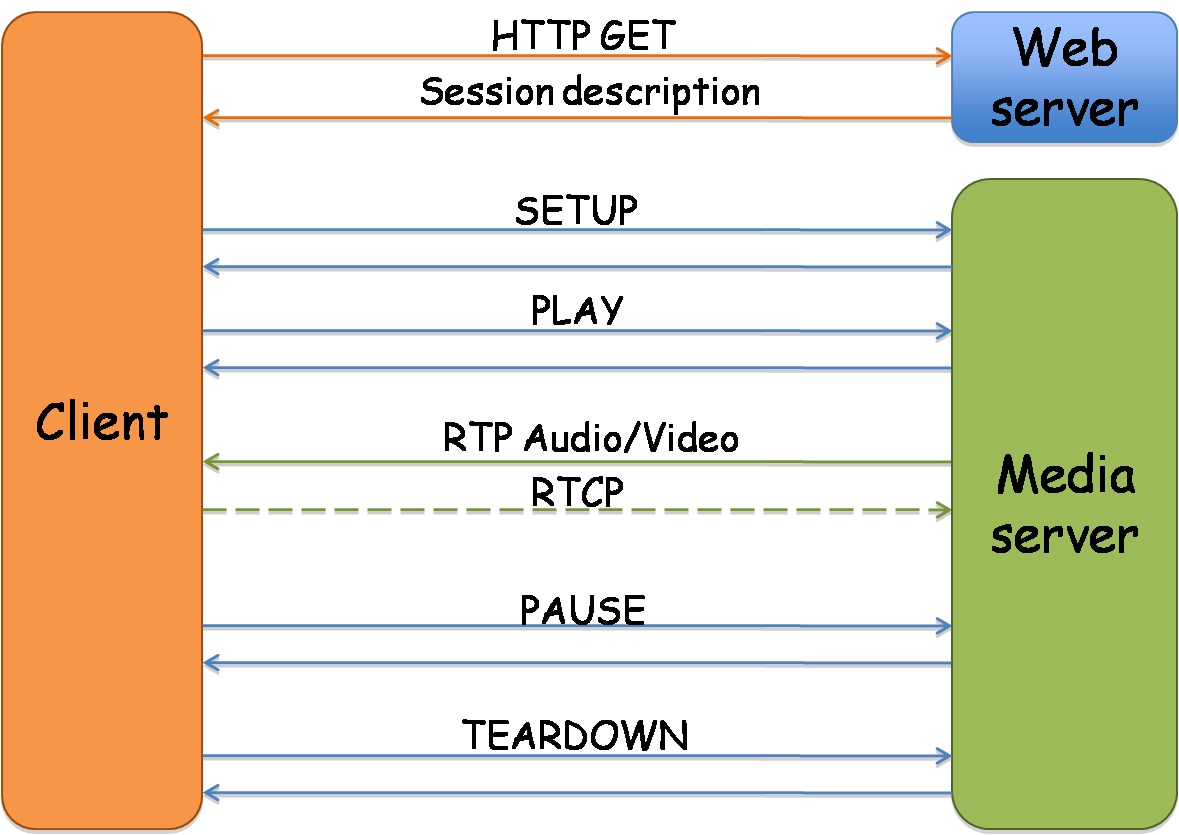 HTTP GET
Web
server
Session description
SETUP
PLAY
Client
RTP Audio/Video
Media
server
RTCP
PAUSE
TEARDOWN